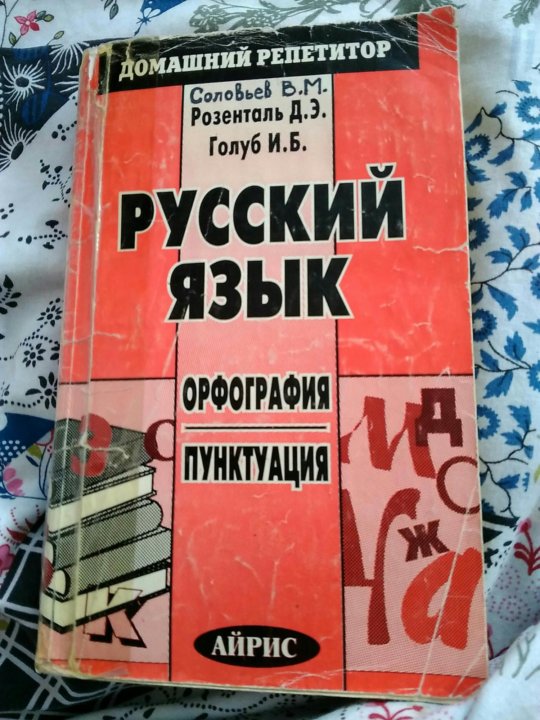 ДОМАШНИЙ РЕПЕТИТОР
Соловьев В.М.
Розенталь Д.Э.
Голуб И.Б.
РУССКИЙ
ЯЗЫК
ОРФОГРАФИЯ
ПУНКТУАЦИЯ
З О
К
М Д
О
Ж
Ч а
АЙРИС